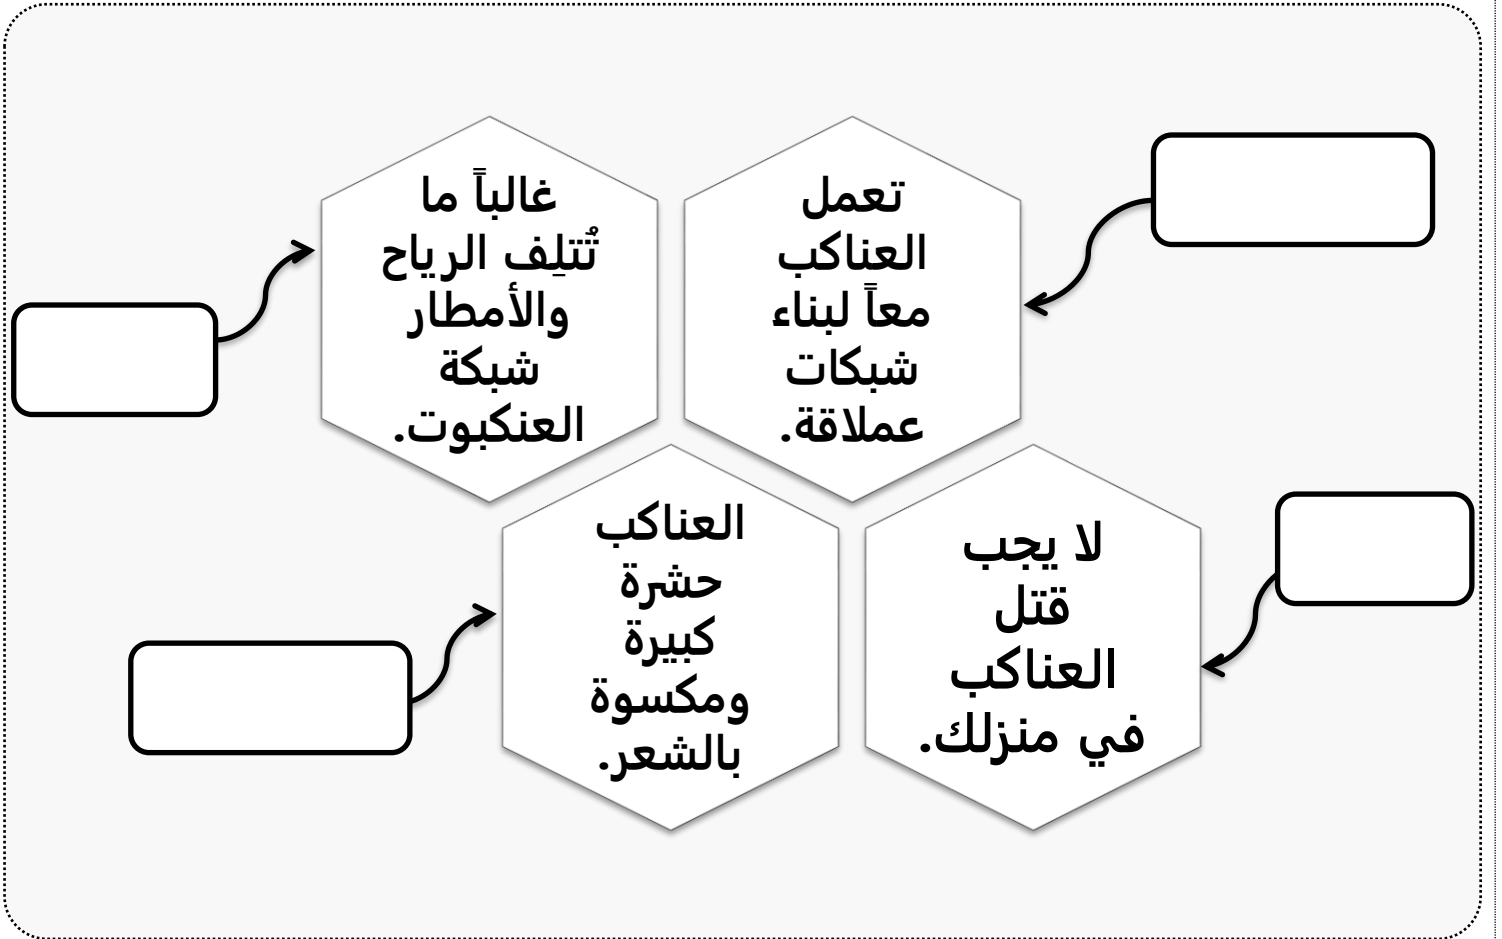 تعمل
العناكب
معاً لبناء
شبكات
عملاقة.
غالباً ما
تُتلِف الرياح
والأمطار
شبكة
العنكبوت.
لا يجب
قتل
العناكب
في منزلك.
العناكب
حشرة
كبيرة
ومكسوة
بالشعر.